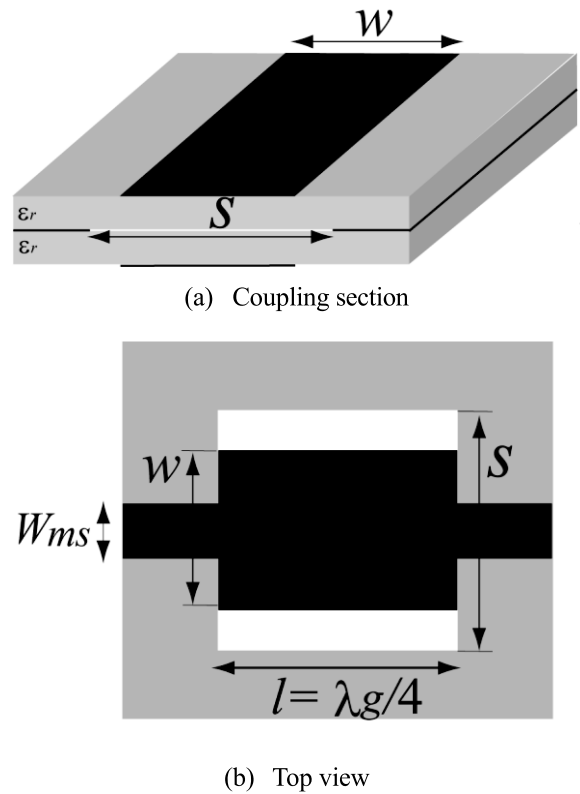 w
εr
S
εr
(a) Coupling section
w
S
Wms
l= λg/4
(b) Top view